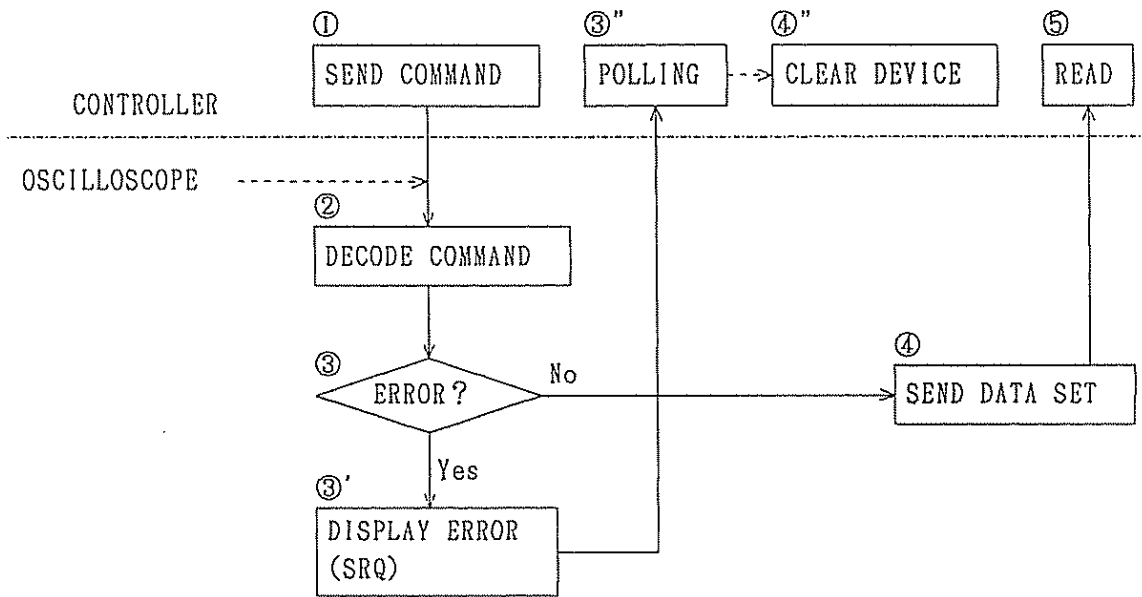 ① ③" ④" ⑤
SEND COMMAND POLLING CLEAR DEVICE READ
CONTROLLER
OSCILLOSCOPE
②
DECODE COMMAND
③ ERROR? No ④
SEND DATA SET
Yes
③'
DISPLAY ERROR
(SRQ)